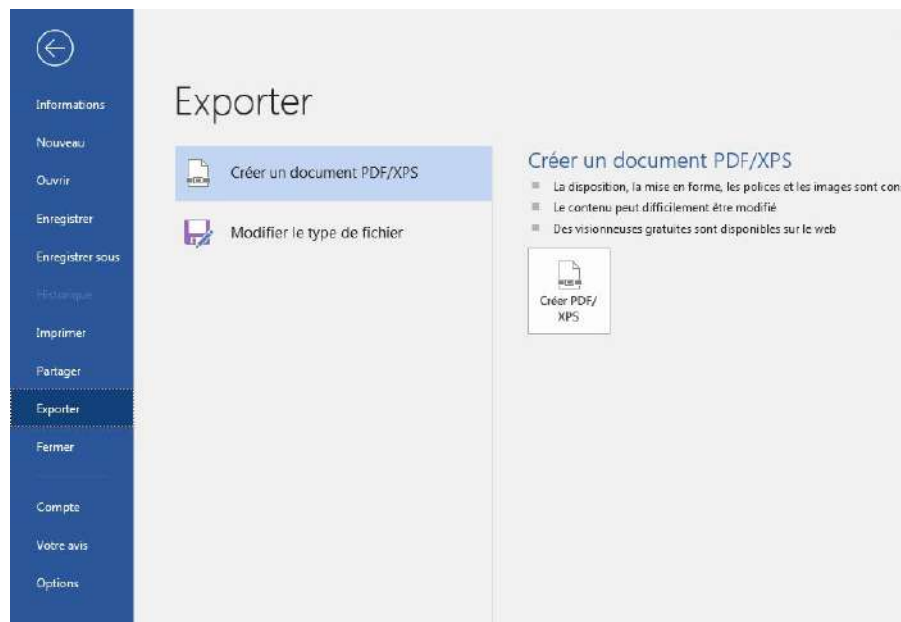 Informations
Nouveau
Ouvrir
Enregistrer
Enregistrer sous
Historique
Imprimer
Partager
Exporter
Fermer
Compte
Votre avis
Options
Exporter
Créer un document PDF/XPS
Modifier le type de fichier
Créer un document PDF/XPS
La disposition, la mise en forme, les polices et les images sont con
Le contenu peut difficilement être modifié
Des visionneuses gratuites sont disponibles sur le web
Créer PDF/
XPS